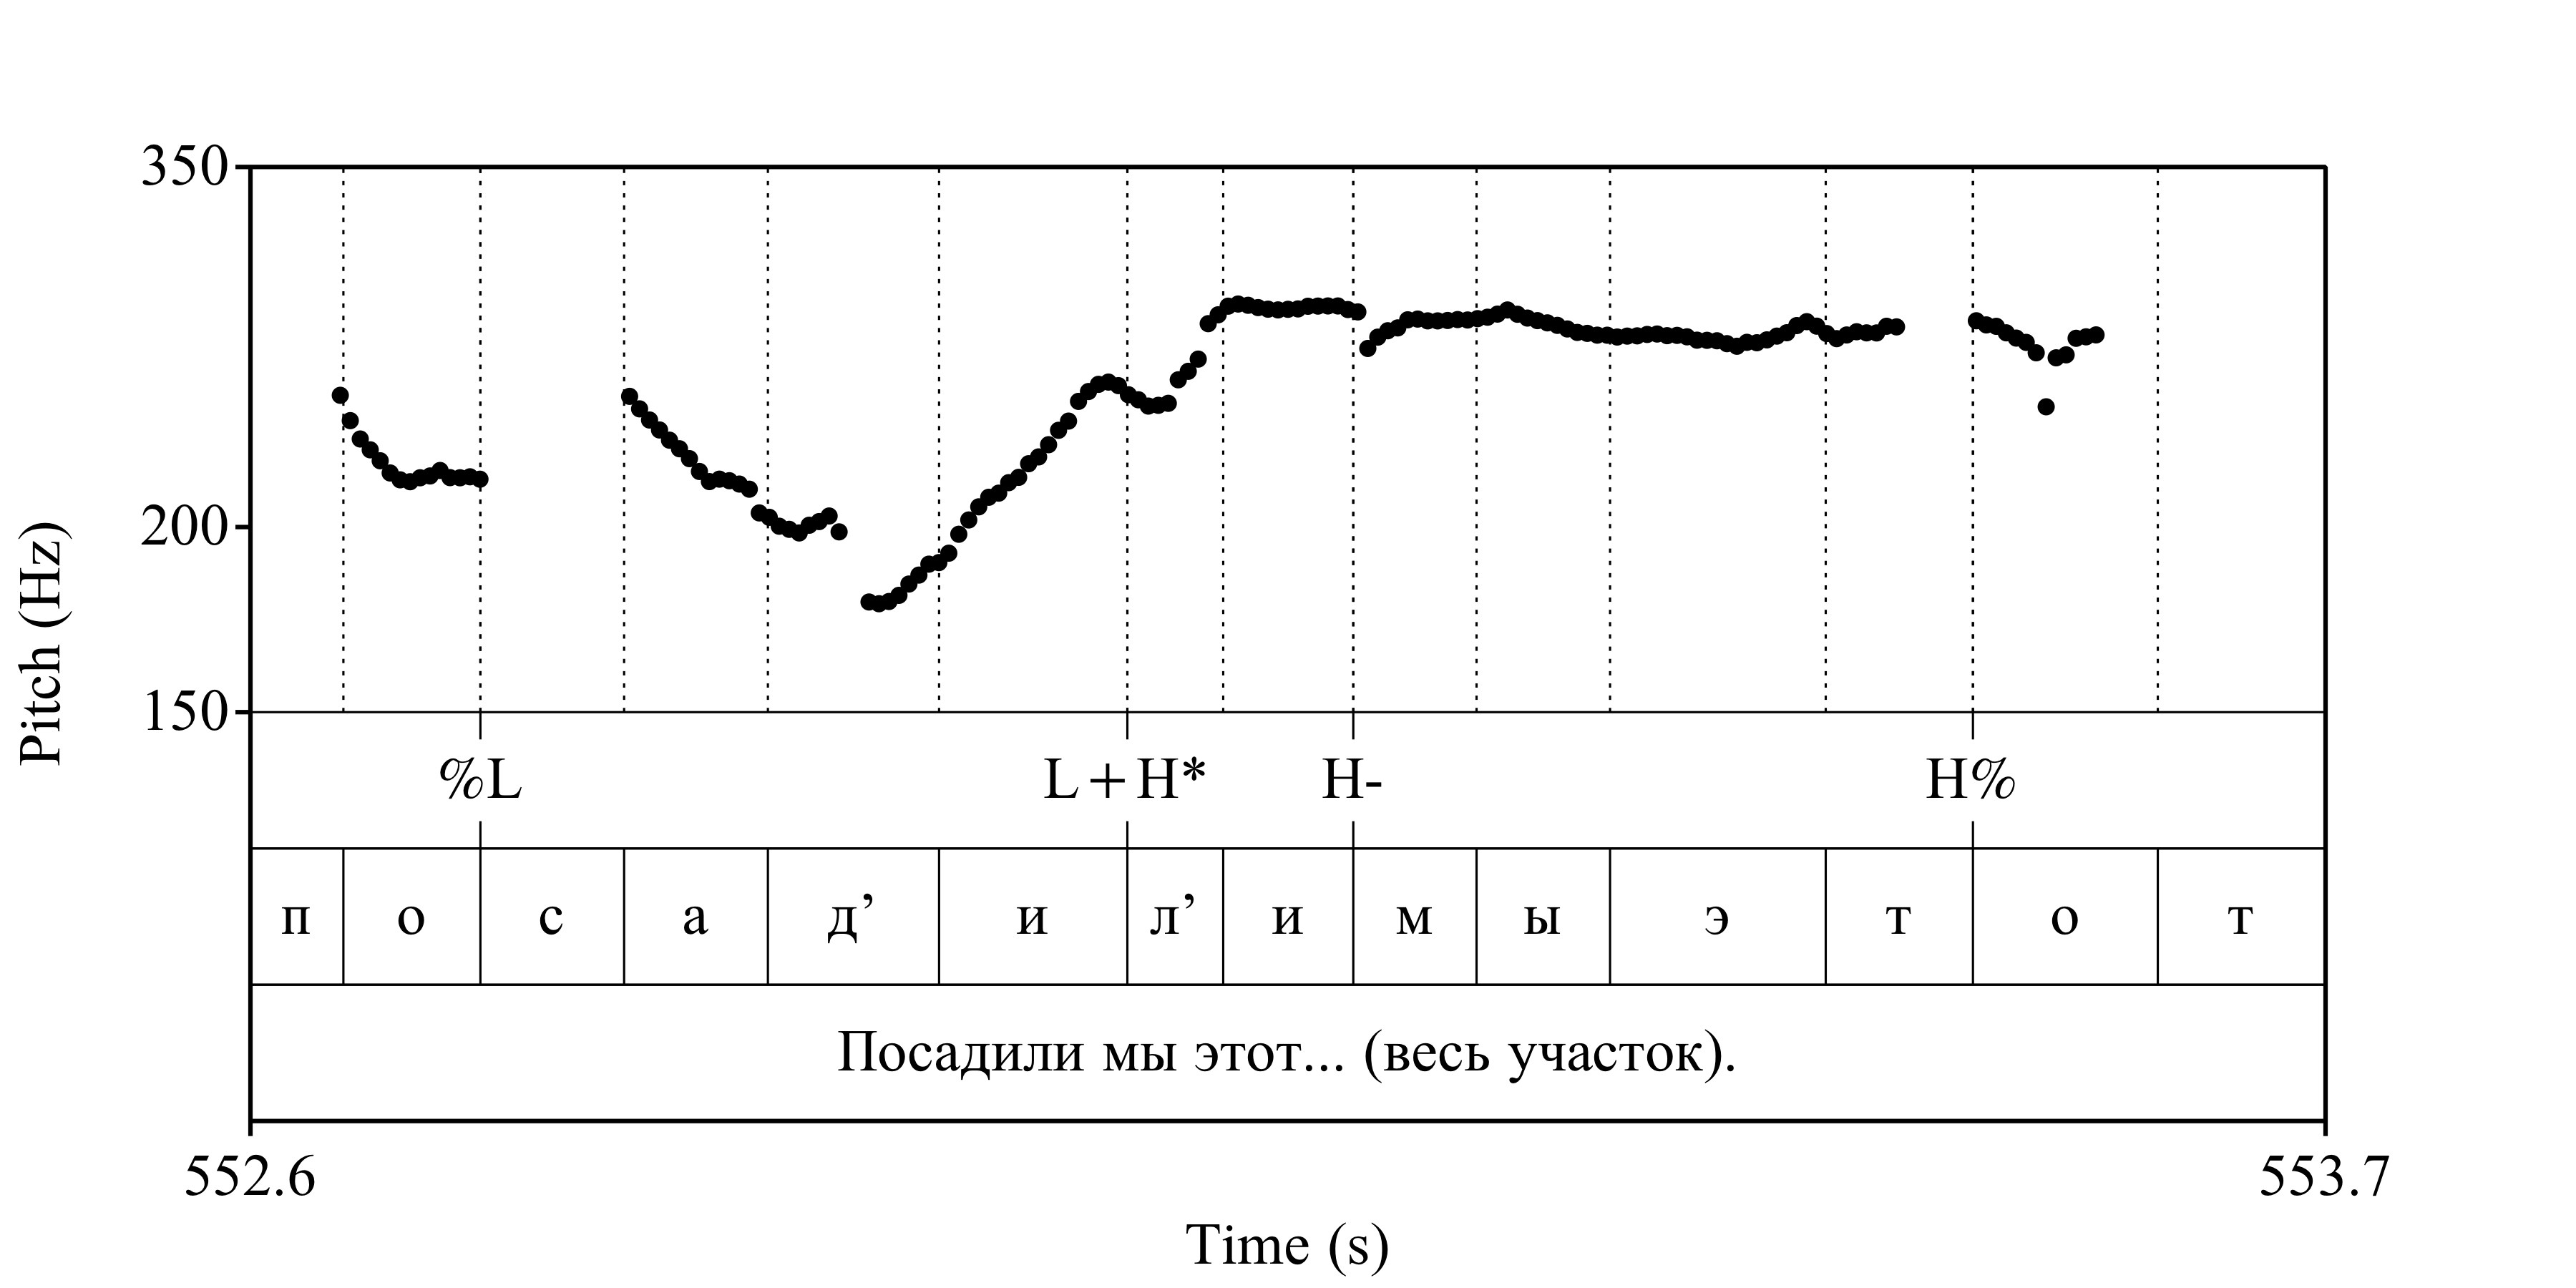 350
200
150
Pitch (Hz)
%L L+H* H- H%
п о с а д’ и л’ и м ы э т о т
Посадили мы этот... (весь участок).
552.6 553.7
Time (s)